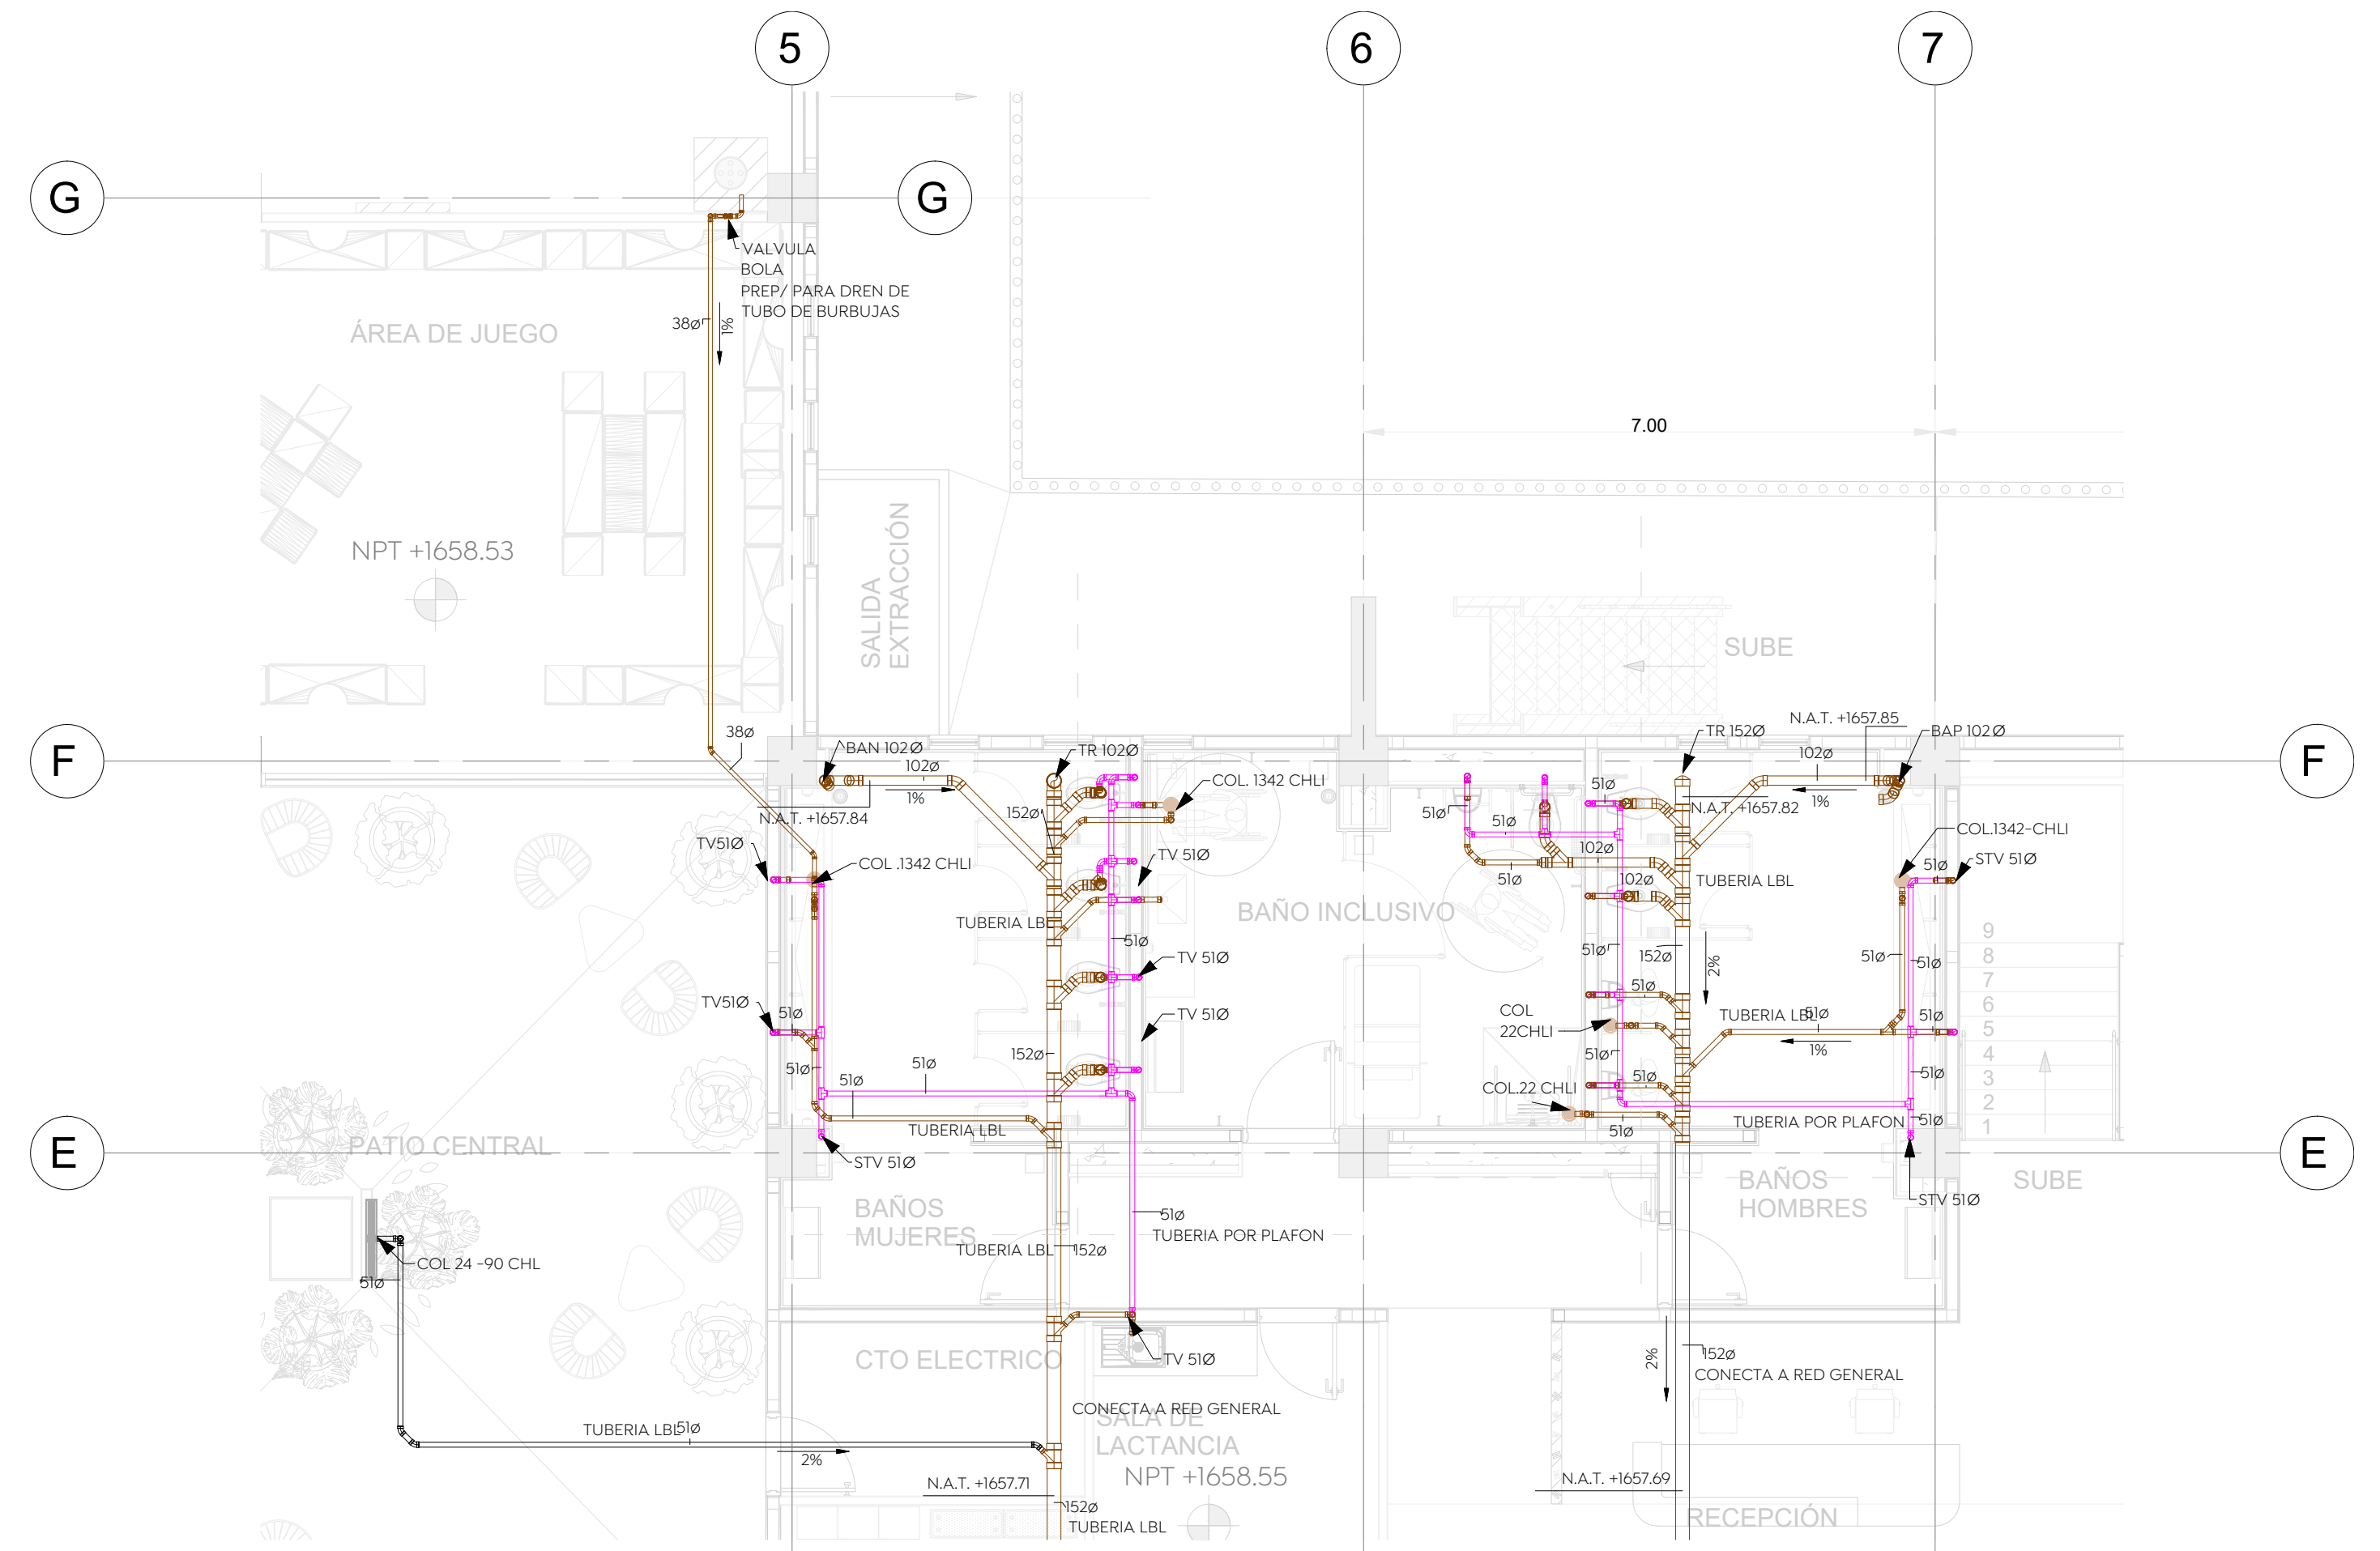 5
6
7
G
G
VALVULA
BOLA
PREP/ PARA DREN DE
TUBO DE BURBUJAS
38ø
1%
ÁREA DE JUEGO
7.00
NPT +1658.53
SALIDA
EXTRACCIÓN
SUBE
F
38ø
BAN 102Ø
102ø
1%
N.A.T. +1657.84
TR 102Ø
152ø
COL. 1342 CHLI
TR 152Ø
N.A.T. +1657.85
102ø
1%
BAP 102Ø
F
N.A.T. +1657.82
51ø
51ø
51ø
102ø
51ø
102ø
TUBERIA LBL
COL.1342-CHLI
51ø
STV 51Ø
TV51Ø
COL .1342 CHLI
TV 51Ø
TUBERIA LBL
51ø
BAÑO INCLUSIVO
51ø
152ø
2%
51ø
51ø
TV 51Ø
TV51Ø
51ø
TV 51Ø
51ø
COL
22CHLI
TUBERIA LBL
51ø
51ø
1%
9
8
7
6
5
4
3
2
1
152ø
51ø
51ø
51ø
51ø
51ø
COL.22 CHLI
51ø
51ø
51ø
TUBERIA LBL
TUBERIA POR PLAFON
51ø
E
PATIO CENTRAL
STV 51Ø
E
BAÑOS
MUJERES
BAÑOS
HOMBRES
STV 51Ø
SUBE
51ø
TUBERIA POR PLAFON
TUBERIA LBL
152ø
COL 24 -90 CHL
51ø
CTO ELECTRICO
TV 51Ø
2%
152ø
CONECTA A RED GENERAL
CONECTA A RED GENERAL
SALA DE
LACTANCIA
TUBERIA LBL
51ø
2%
NPT +1658.55
N.A.T. +1657.71
N.A.T. +1657.69
152ø
TUBERIA LBL
RECEPCIÓN